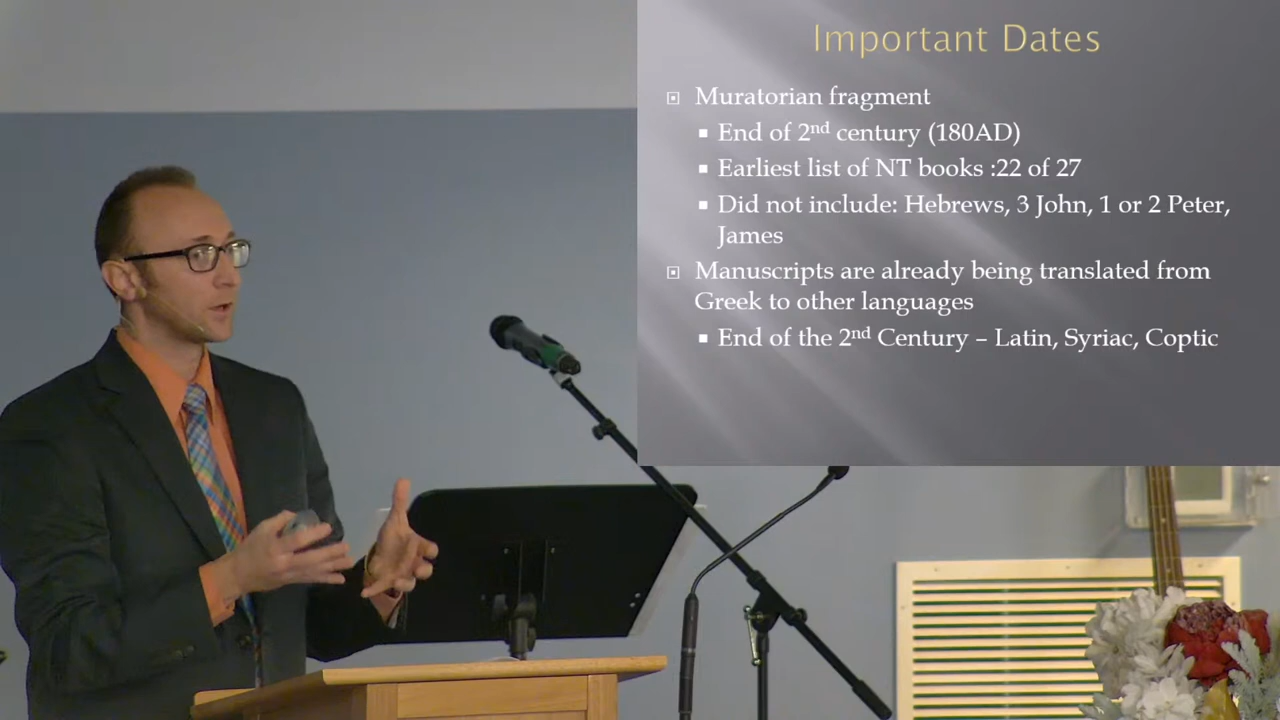 Important Dates
Muratorian fragment
End of 2nd century (180AD)
Earliest list of NT books :22 of 27
Did not include: Hebrews, 3 John, 1 or 2 Peter,
James
Manuscripts are already being translated from
Greek to other languages
End of the 2nd Century – Latin, Syriac, Coptic